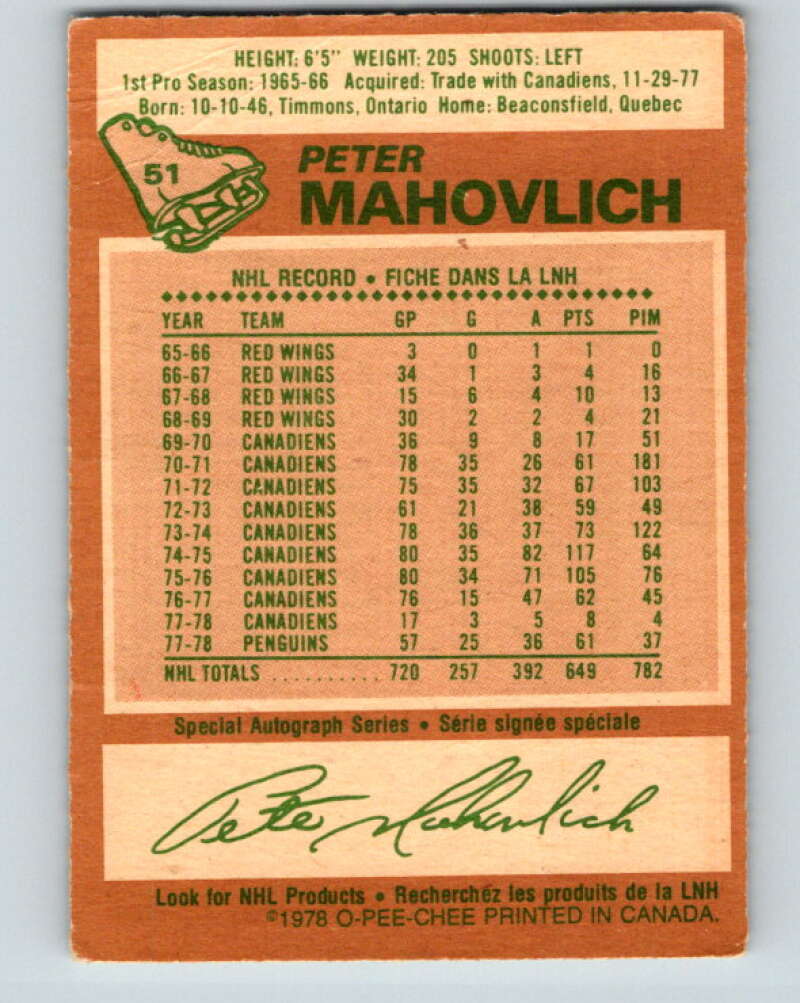 HEIGHT: 6'5" WEIGHT: 205 SHOOTS: LEFT
1st Pro Season: 1965-66 Acquired: Trade with Canadiens, 11-29-77
Born: 10-10-46, Timmons, Ontario Home: Beaconsfield, Quebec
51
PETER
MAHOVLICH
NHL RECORD • FICHE DANS LA LNH
YEAR TEAM GP G A PTS PIM
65-66 RED WINGS 3 0 1 1 0
66-67 RED WINGS 34 1 3 4 16
67-68 RED WINGS 15 6 4 10 13
68-69 RED WINGS 30 2 2 4 21
69-70 CANADIENS 36 9 8 17 51
70-71 CANADIENS 78 35 26 61 181
71-72 CANADIENS 75 35 32 67 103
72-73 CANADIENS 61 21 38 59 49
73-74 CANADIENS 78 36 37 73 122
74-75 CANADIENS 80 35 82 117 64
75-76 CANADIENS 80 34 71 105 76
76-77 CANADIENS 76 15 47 62 45
77-78 CANADIENS 17 3 5 8 4
77-78 PENGUINS 57 25 36 61 37
NHL TOTALS .......... 720 257 392 649 782
Special Autograph Series • Série signée spéciale
Pete Mahovlich
Look for NHL Products • Recherchéz les produits de la LNH
©1978 O-PEE-CHEE PRINTED IN CANADA.